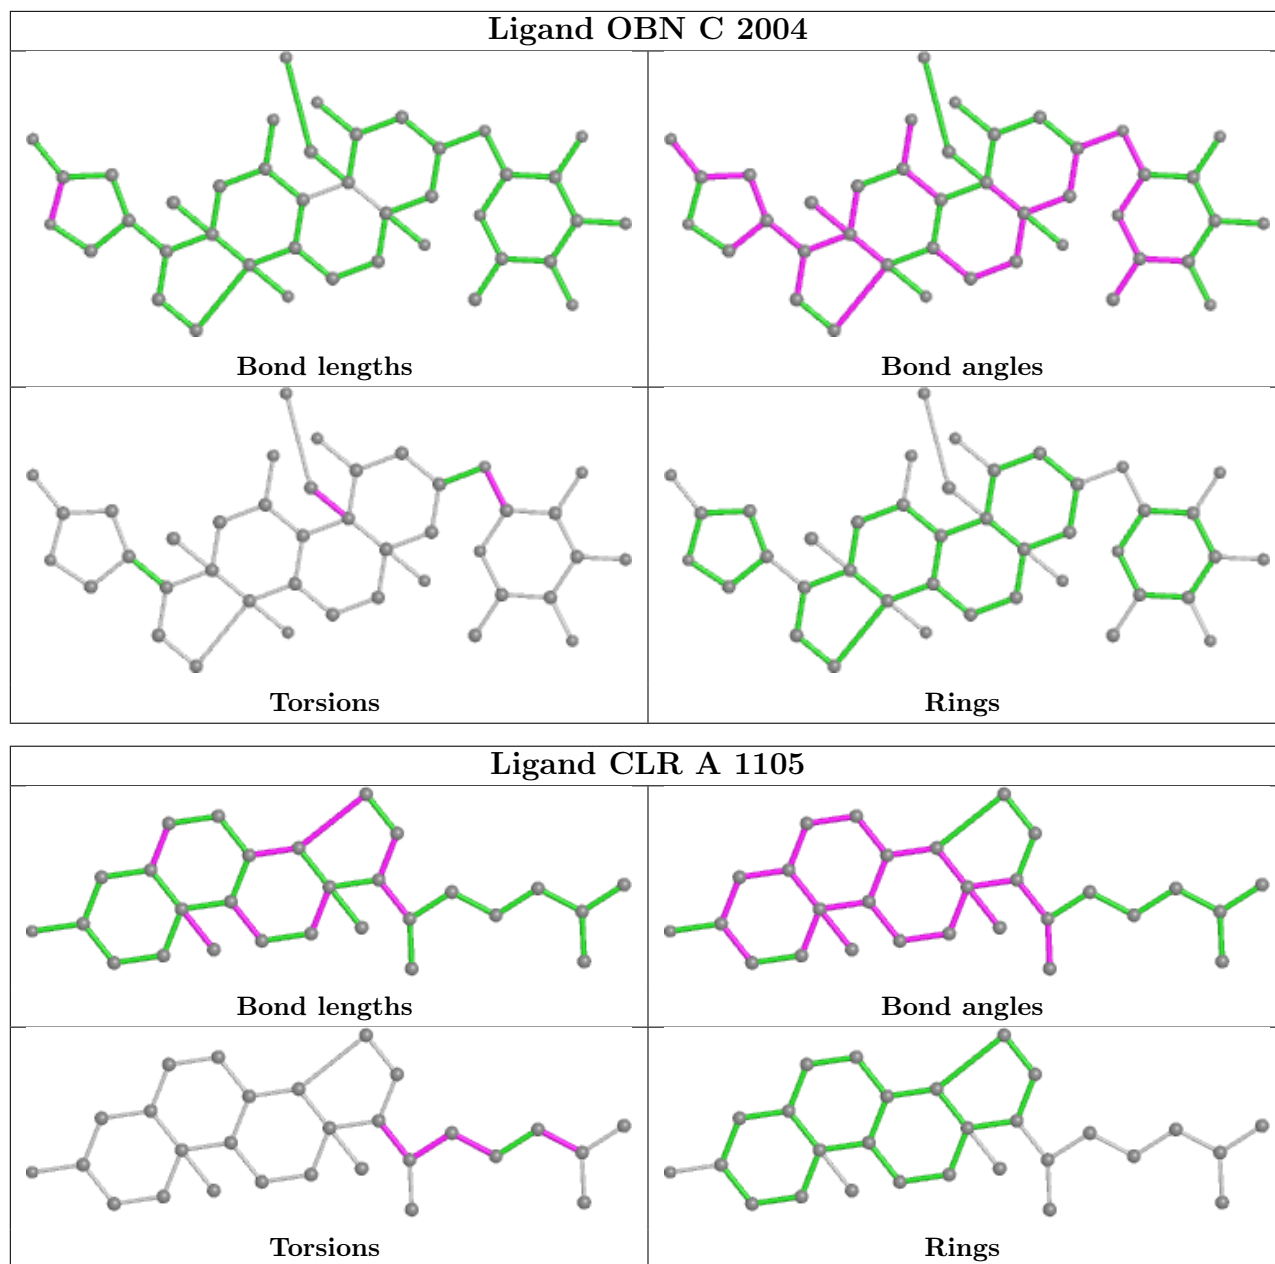 Ligand OBN C 2004
Bond lengths
Bond angles
Torsions
Rings
Ligand CLR A 1105
Bond lengths
Bond angles
Torsions
Rings